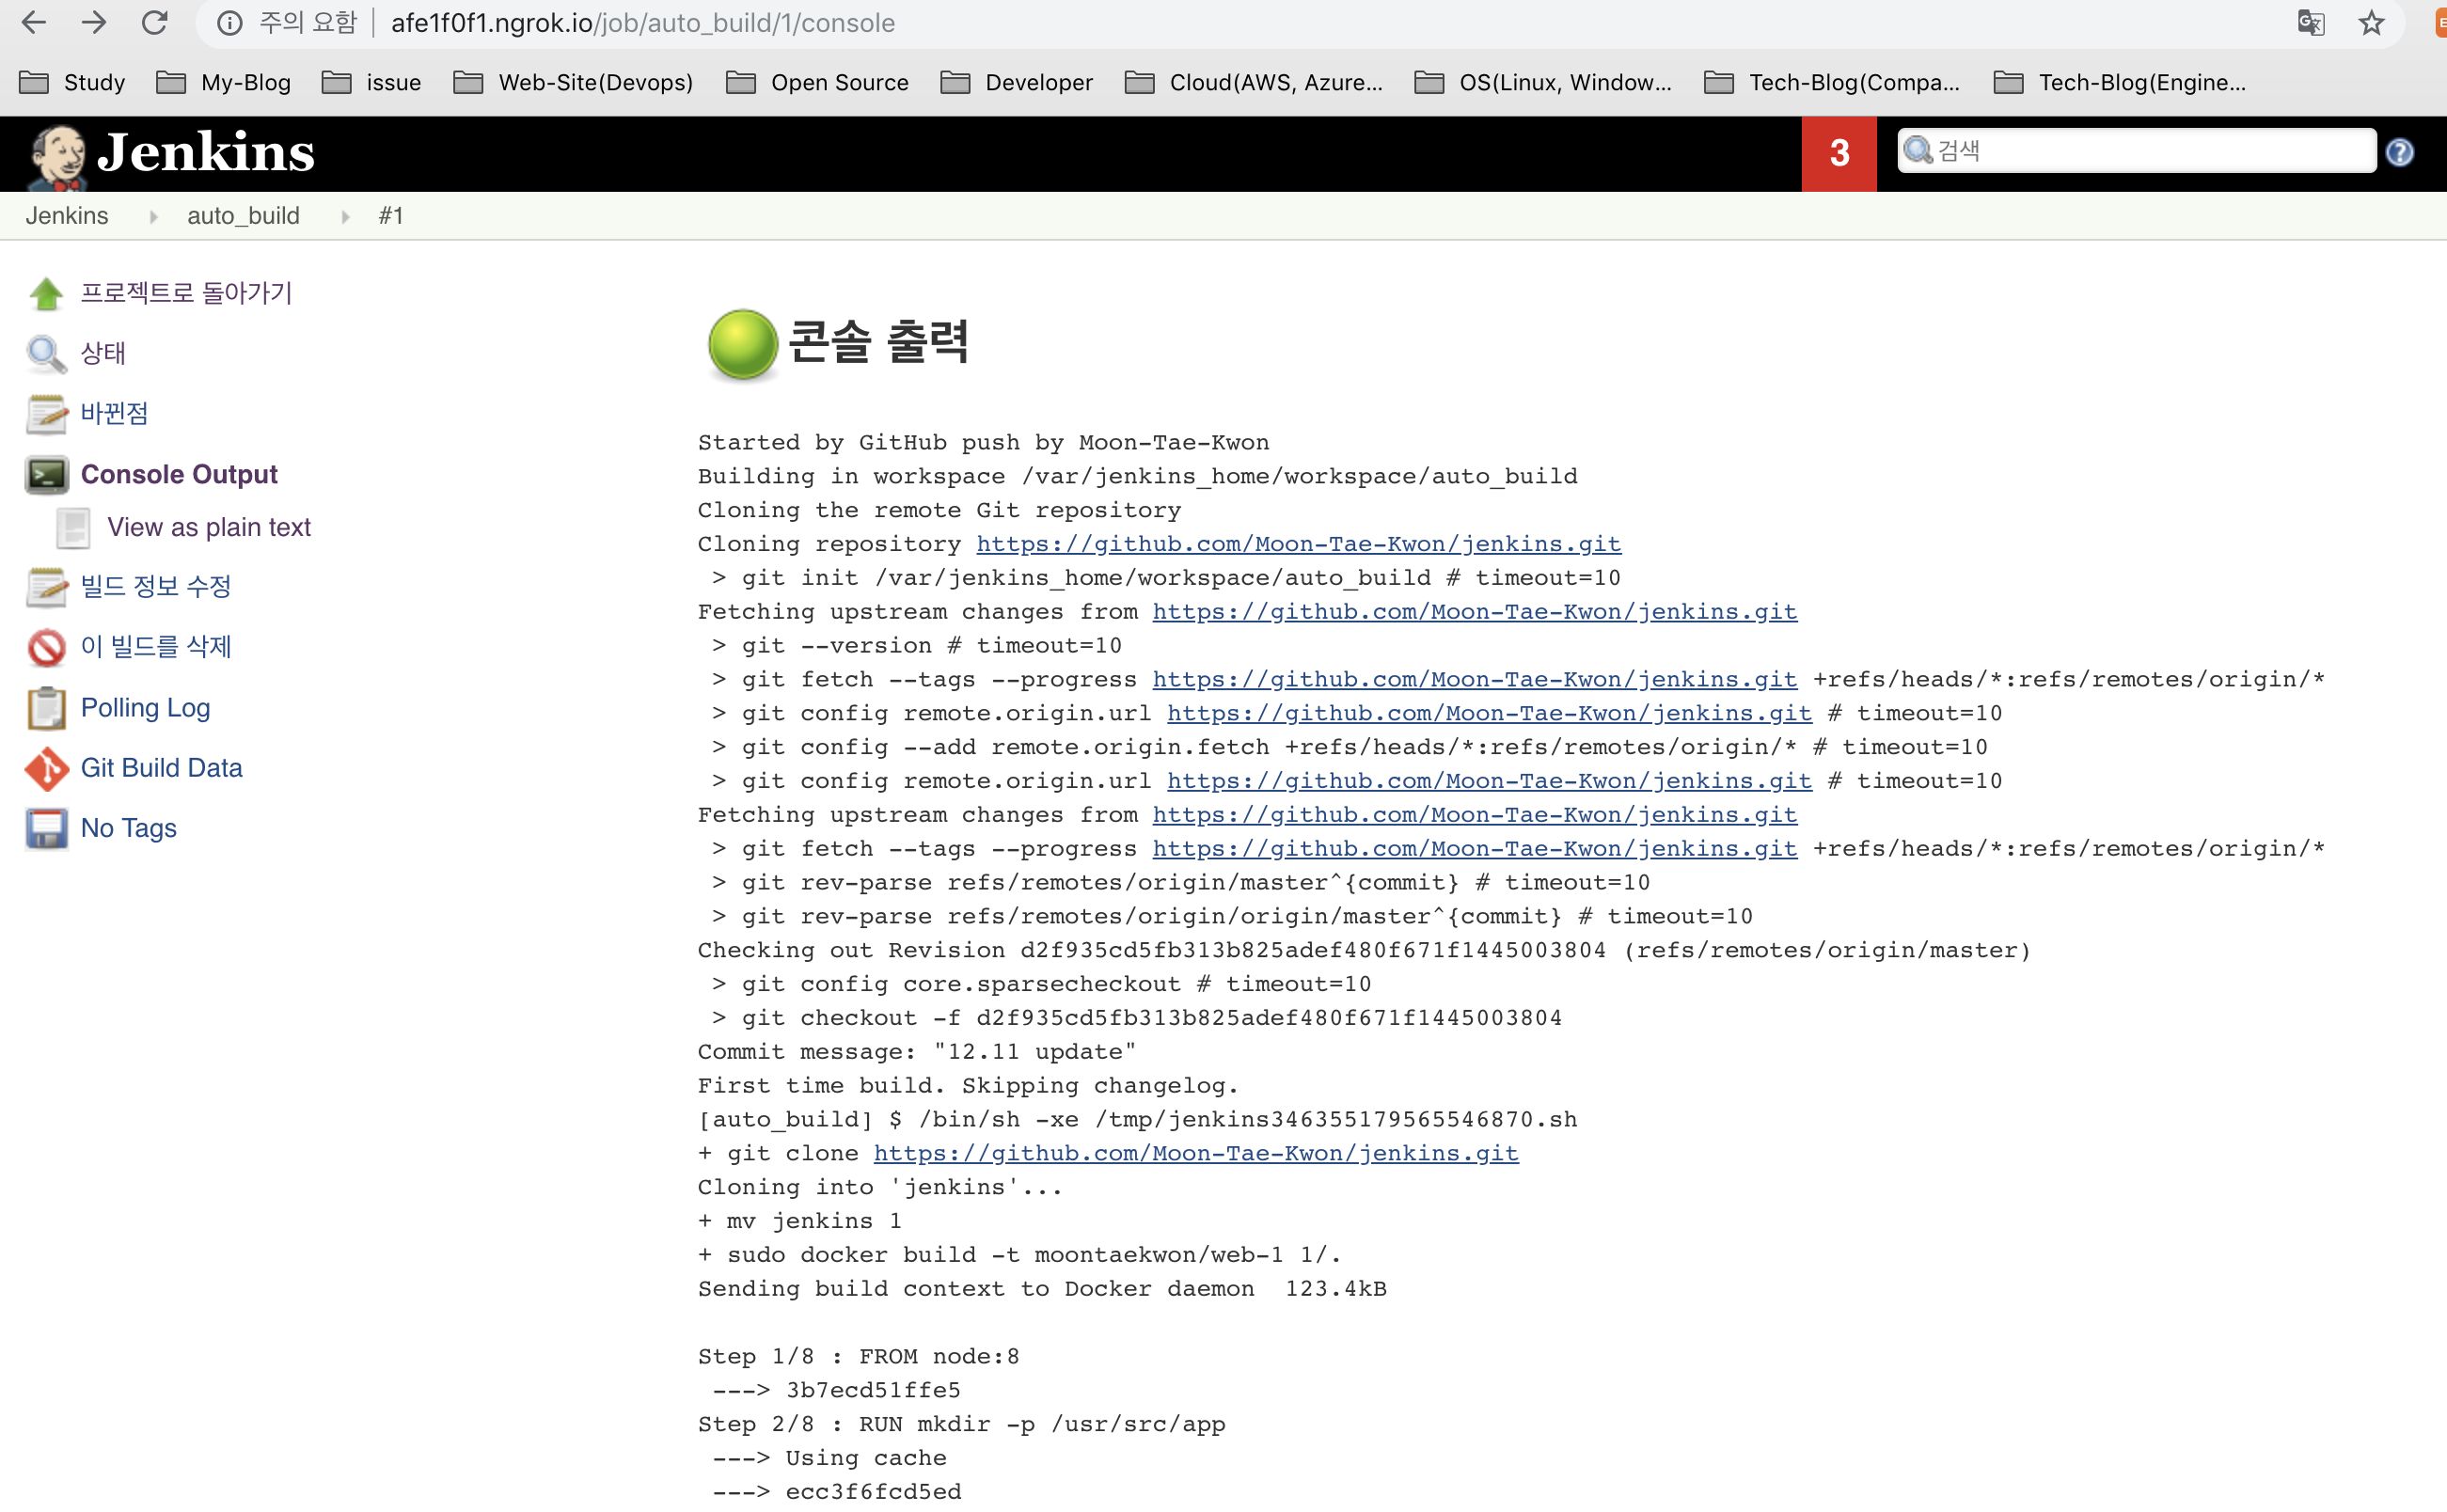 주의 요함 | afe1f0f1.ngrok.io/job/auto_build/1/console
Study My-Blog issue Web-Site(Devops) Open Source Developer Cloud(AWS, Azure... OS(Linux, Window... Tech-Blog(Compa... Tech-Blog(Engine...
Jenkins 3 검색
Jenkins auto_build #1
프로젝트로 돌아가기
상태
바뀐점
Console Output
View as plain text
빌드 정보 수정
이 빌드를 삭제
Polling Log
Git Build Data
No Tags
콘솔 출력
Started by GitHub push by Moon-Tae-Kwon
Building in workspace /var/jenkins_home/workspace/auto_build
Cloning the remote Git repository
Cloning repository https://github.com/Moon-Tae-Kwon/jenkins.git
 > git init /var/jenkins_home/workspace/auto_build # timeout=10
Fetching upstream changes from https://github.com/Moon-Tae-Kwon/jenkins.git
 > git --version # timeout=10
 > git fetch --tags --progress https://github.com/Moon-Tae-Kwon/jenkins.git +refs/heads/*:refs/remotes/origin/*
 > git config remote.origin.url https://github.com/Moon-Tae-Kwon/jenkins.git # timeout=10
 > git config --add remote.origin.fetch +refs/heads/*:refs/remotes/origin/* # timeout=10
 > git config remote.origin.url https://github.com/Moon-Tae-Kwon/jenkins.git # timeout=10
Fetching upstream changes from https://github.com/Moon-Tae-Kwon/jenkins.git
 > git fetch --tags --progress https://github.com/Moon-Tae-Kwon/jenkins.git +refs/heads/*:refs/remotes/origin/*
 > git rev-parse refs/remotes/origin/master^{commit} # timeout=10
 > git rev-parse refs/remotes/origin/origin/master^{commit} # timeout=10
Checking out Revision d2f935cd5fb313b825adef480f671f1445003804 (refs/remotes/origin/master)
 > git config core.sparsecheckout # timeout=10
 > git checkout -f d2f935cd5fb313b825adef480f671f1445003804
Commit message: "12.11 update"
First time build. Skipping changelog.
[auto_build] $ /bin/sh -xe /tmp/jenkins346355179565546870.sh
+ git clone https://github.com/Moon-Tae-Kwon/jenkins.git
Cloning into 'jenkins'...
+ mv jenkins 1
+ sudo docker build -t moontaekwon/web-1 1/.
Sending build context to Docker daemon  123.4kB
Step 1/8 : FROM node:8
 ---> 3b7ecd51ffe5
Step 2/8 : RUN mkdir -p /usr/src/app
 ---> Using cache
 ---> ecc3f6fcd5ed